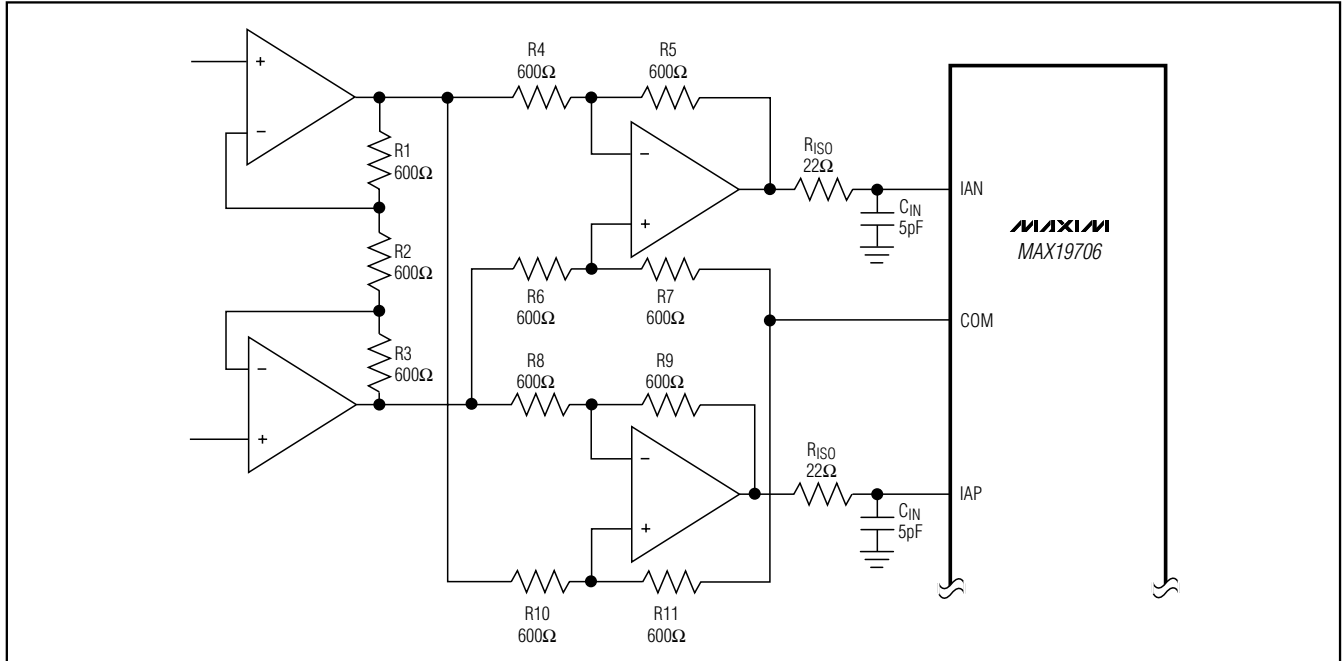 R4
600Ω
R5
600Ω
+
−
R1
600Ω
−
+
RISO
22Ω
IAN
CIN
5pF
MAXIM
MAX19706
R2
600Ω
R6
600Ω
R7
600Ω
COM
R3
600Ω
R8
600Ω
R9
600Ω
−
+
−
+
RISO
22Ω
IAP
CIN
5pF
R10
600Ω
R11
600Ω